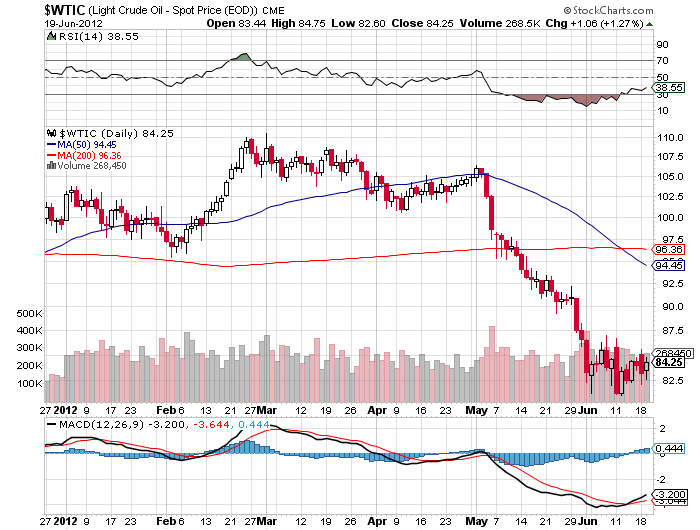 $WTIC (Light Crude Oil - Spot Price (EOD)) CME © StockCharts.com
19-Jun-2012 Open 83.44 High 84.75 Low 82.60 Close 84.25 Volume 268.5K Chg +1.06 (+1.27%)
RSI(14) 38.55
90
70
50
38.55
30
10
$WTIC (Daily) 84.25
MA(50) 94.45
MA(200) 96.36
Volume 268,450
110.0
107.5
105.0
102.5
100.0
97.5
96.36
94.45
92.5
90.0
87.5
268450
84.25
82.5
500K
400K
300K
200K
100K
27 2012 9 17 23 Feb 6 13 21 27 Mar 12 19 26 Apr 9 16 23 May 7 14 21 29 Jun 11 18
MACD(12,26,9) -3.200, -3.644, 0.444
2
0.444
-2
-3.200
27 2012 9 17 23 Feb 6 13 21 27 Mar 12 19 26 Apr 9 16 23 May 7 14 21 29 Jun 11 18